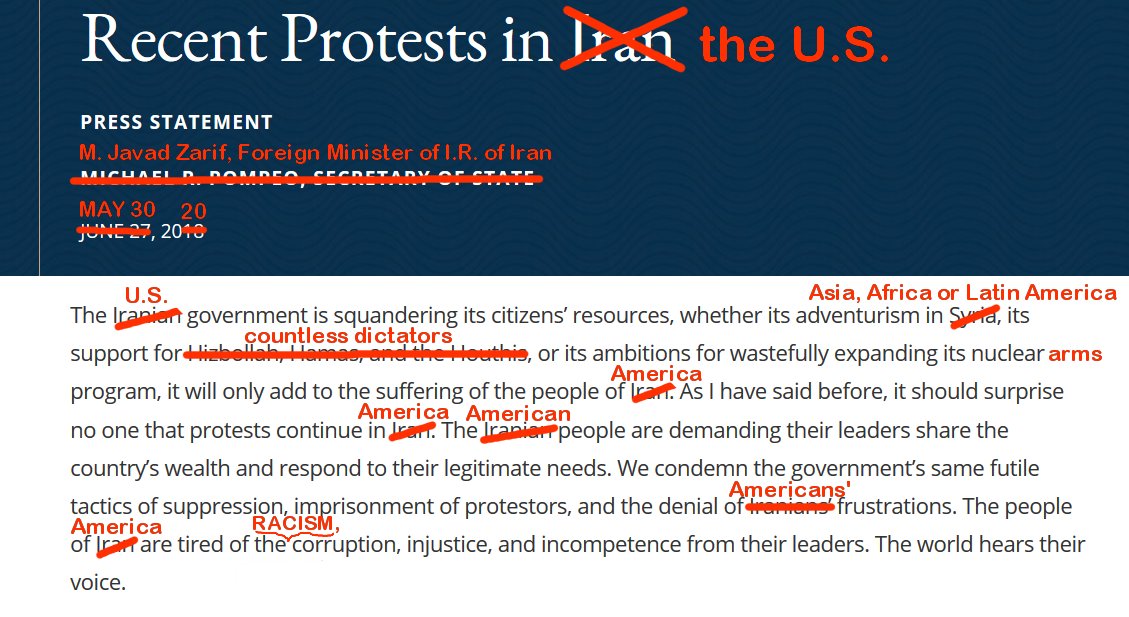 Recent Protests in Iran the U.S.
PRESS STATEMENT
M. Javad Zarif, Foreign Minister of I.R. of Iran
MICHAEL R. POMPEO, SECRETARY OF STATE
MAY 30 20
JUNE 27, 2018
U.S. Asia, Africa or Latin America
The Iranian government is squandering its citizens’ resources, whether its adventurism in Syria, its
countless dictators
support for Hizbollah, Hamas, and the Houthis, or its ambitions for wastefully expanding its nuclear arms
America
program, it will only add to the suffering of the people of Iran. As I have said before, it should surprise
America American
no one that protests continue in Iran. The Iranian people are demanding their leaders share the
country’s wealth and respond to their legitimate needs. We condemn the government’s same futile
Americans'
tactics of suppression, imprisonment of protestors, and the denial of Iranians’ frustrations. The people
America RACISM,
of Iran are tired of the corruption, injustice, and incompetence from their leaders. The world hears their
voice.